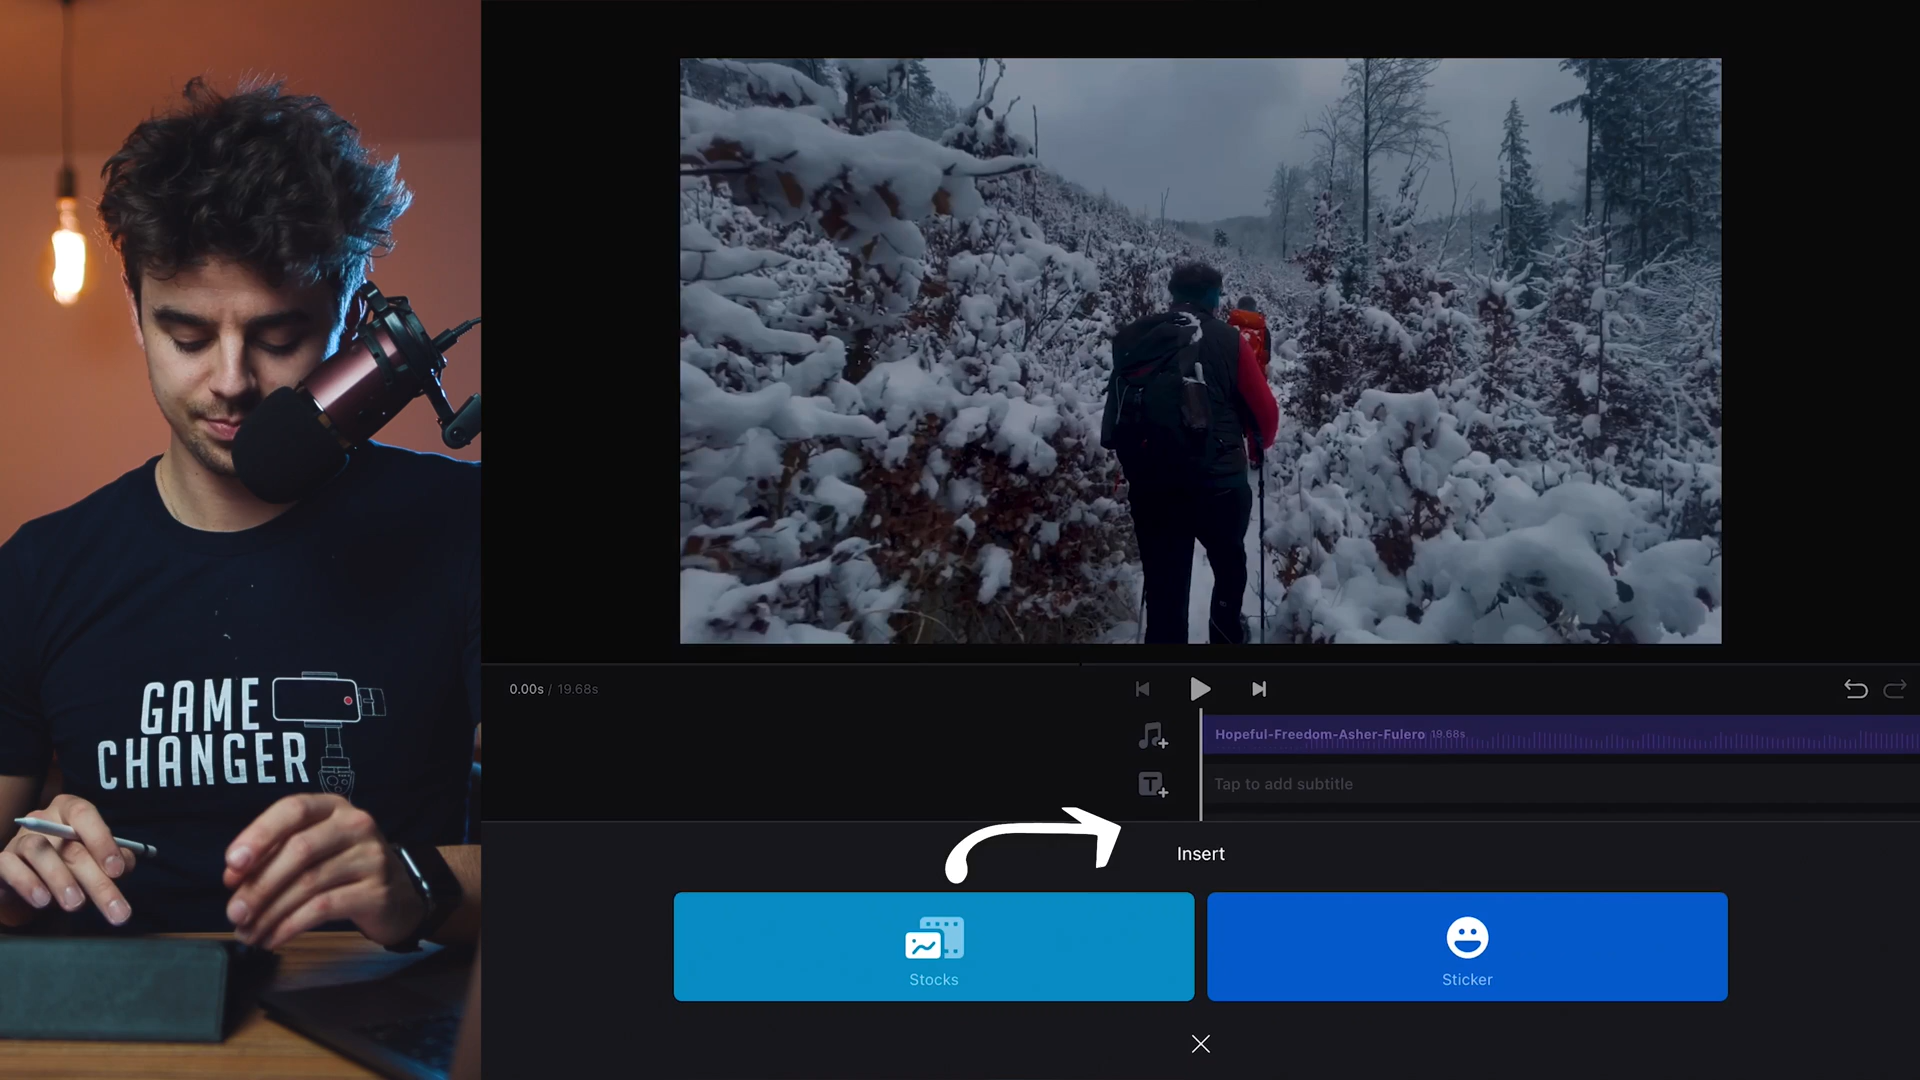 GAME
CHANGER
0.00s / 19.68s
Hopeful-Freedom-Asher-Fulero 19.68s
T
Tap to add subtitle
Insert
Stocks
Sticker